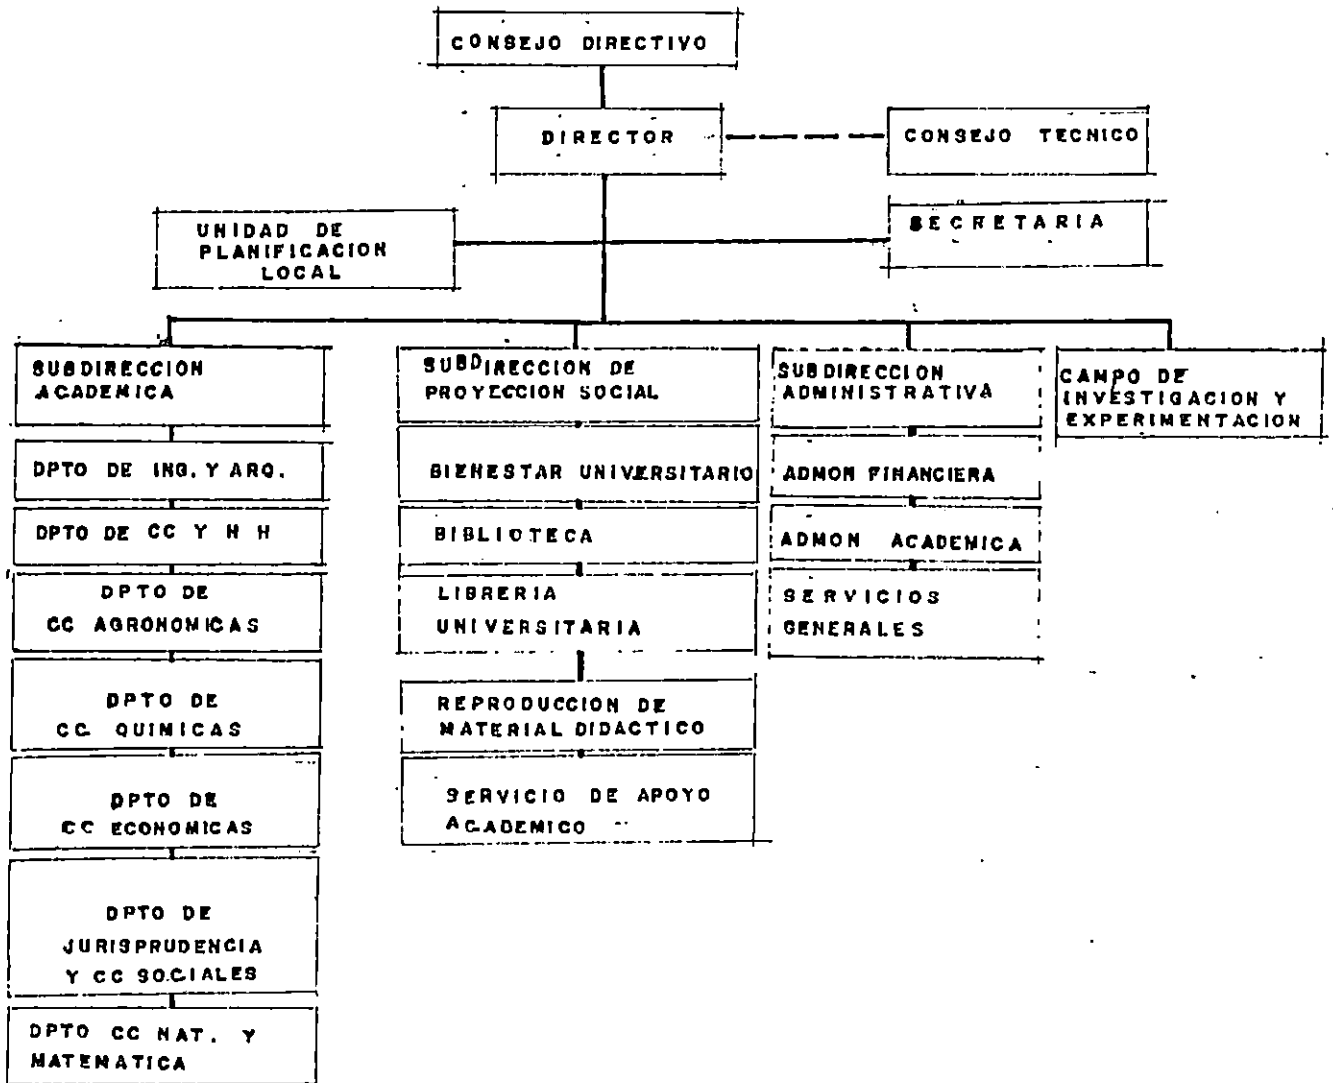 CONSEJO DIRECTIVO
DIRECTOR
CONSEJO TECNICO
UNIDAD DE
PLANIFICACION
LOCAL
SECRETARIA
SUBDIRECCION
ACADEMICA
DPTO DE ING. Y ARQ.
DPTO DE CC Y H H
DPTO DE
CC AGRONOMICAS
DPTO DE
CC. QUIMICAS
DPTO DE
CC ECONOMICAS
DPTO DE
JURISPRUDENCIA
Y CC SOCIALES
DPTO CC NAT. Y
MATEMATICA
SUBDIRECCION DE
PROYECCION SOCIAL
BIENESTAR UNIVERSITARIO
BIBLIOTECA
LIBRERIA
UNIVERSITARIA
REPRODUCCION DE
MATERIAL DIDACTICO
SERVICIO DE APOYO
ACADEMICO
SUBDIRECCION
ADMINISTRATIVA
ADMON FINANCIERA
ADMON ACADEMICA
SERVICIOS
GENERALES
CAMPO DE
INVESTIGACION Y
EXPERIMENTACION